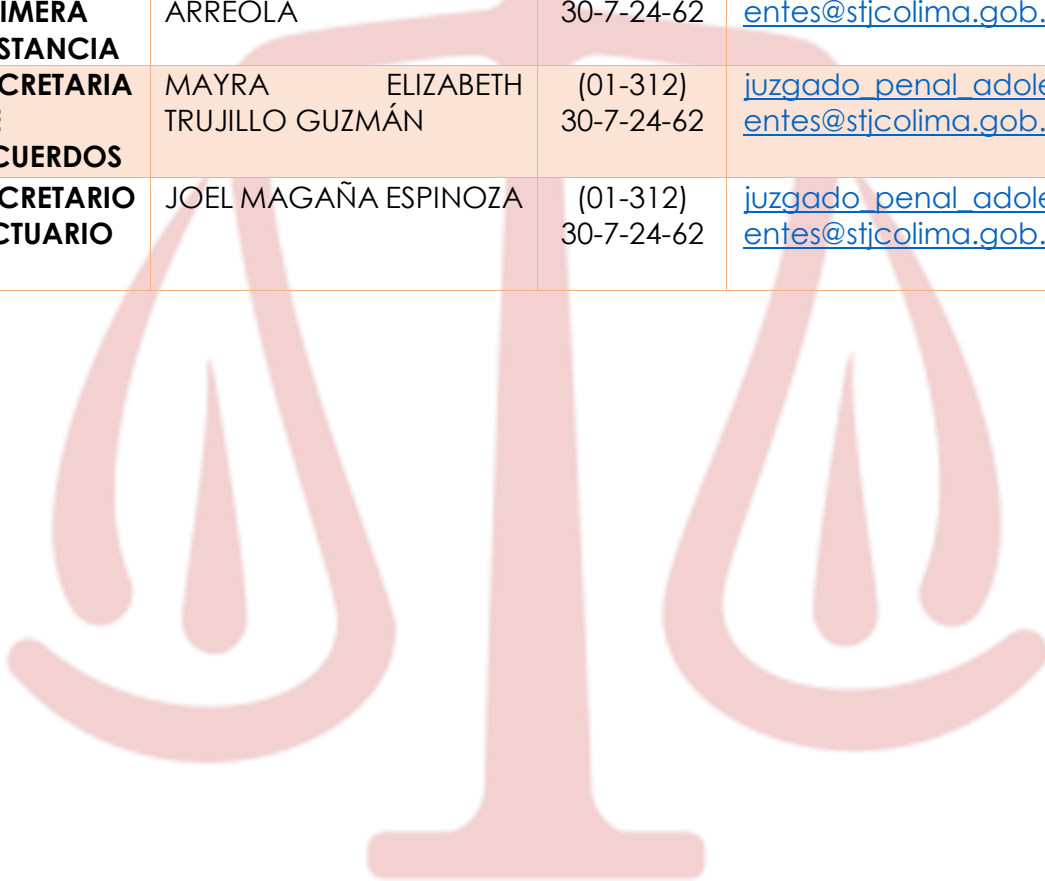 IMERA ARREOLA 30-7-24-62 entes@stjcolima.gob.
STANCIA
CRETARIA MAYRA ELIZABETH (01-312) juzgado_penal_adole
E TRUJILLO GUZMÁN 30-7-24-62 entes@stjcolima.gob.
CUERDOS
CRETARIO JOEL MAGAÑA ESPINOZA (01-312) juzgado_penal_adole
CTUARIO 30-7-24-62 entes@stjcolima.gob.